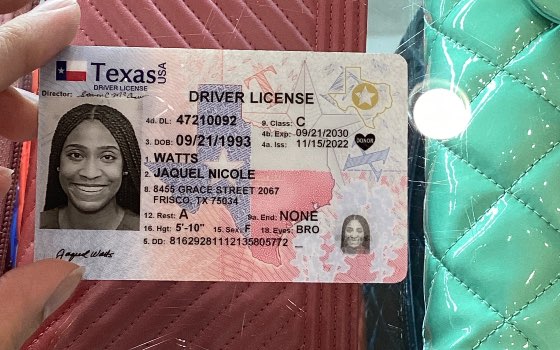 Texas USA
DRIVER LICENSE
Director:
DRIVER LICENSE
4d. DL: 47210092 9. Class: C
4b. Exp: 09/21/2030
3. DOB: 09/21/1993 4a. Iss: 11/15/2022
DONOR
1. WATTS
2. JAQUEL NICOLE
8. 8455 GRACE STREET 2067
FRISCO, TX 75034
12. Rest: A 9a. End: NONE
16. Hgt: 5'-10" 15. Sex: F 18. Eyes: BRO
5. DD: 81629281112135805772
Jaquel Watts